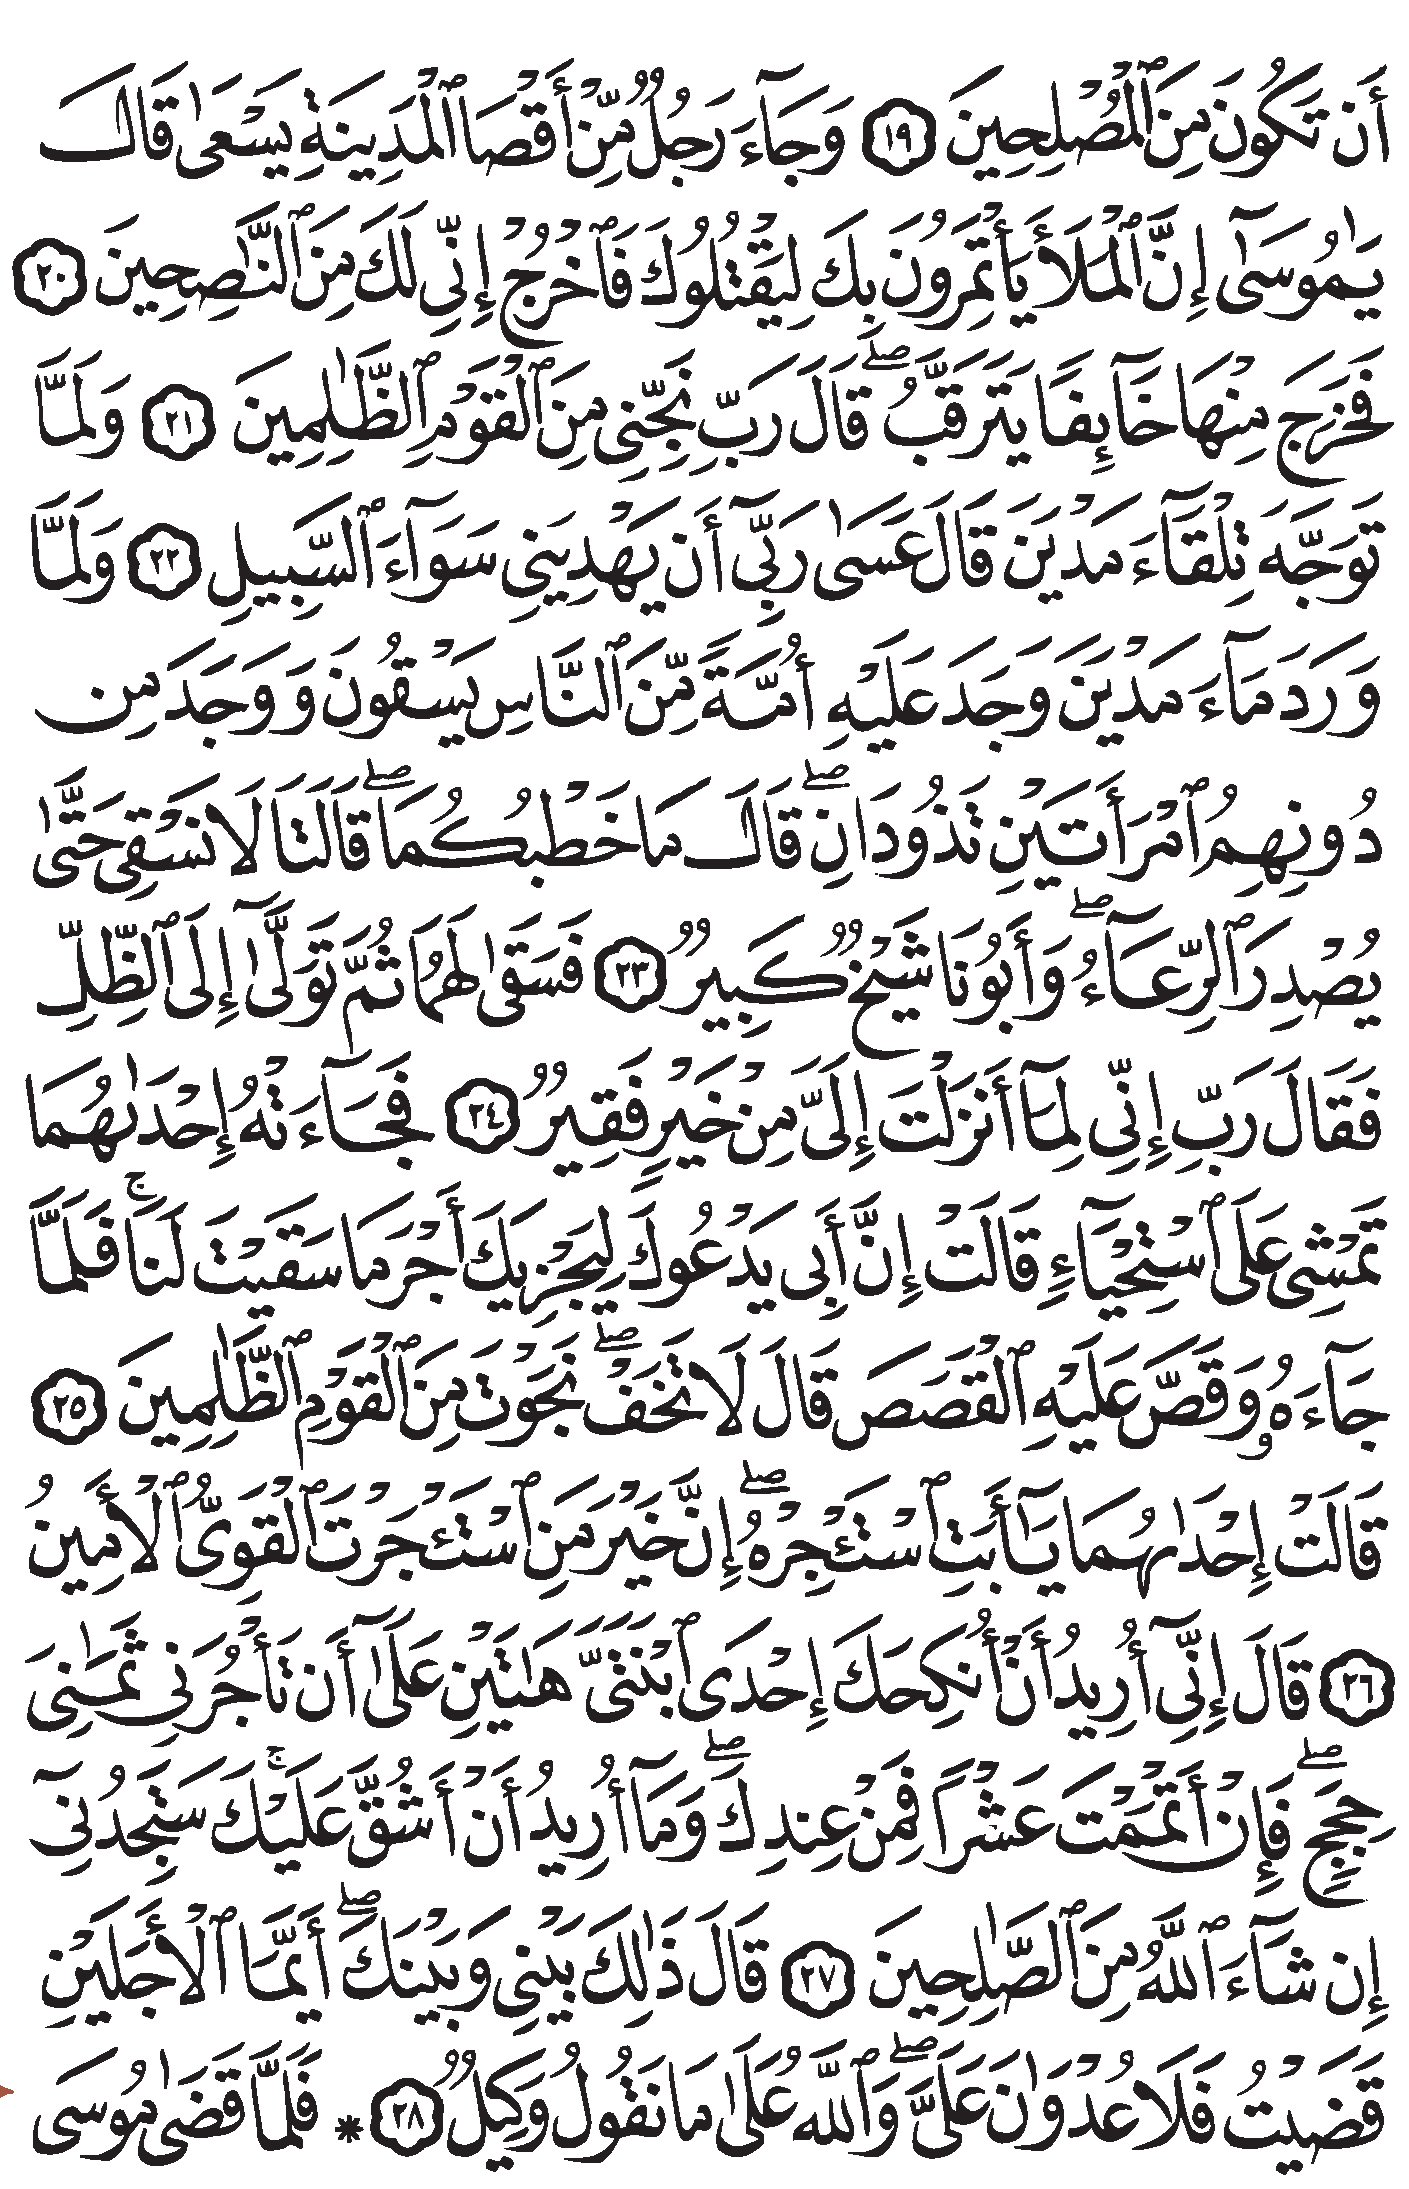 أَن تَكُونَ مِنَ ٱلْمُصْلِحِينَ ١٩ وَجَآءَ رَجُلٌ مِّنْ أَقْصَا ٱلْمَدِينَةِ يَسْعَىٰ قَالَ
يَٰمُوسَىٰٓ إِنَّ ٱلْمَلَأَ يَأْتَمِرُونَ بِكَ لِيَقْتُلُوكَ فَٱخْرُجْ إِنِّى لَكَ مِنَ ٱلنَّٰصِحِينَ ٢٠
فَخَرَجَ مِنْهَا خَآئِفًا يَتَرَقَّبُ ۖ قَالَ رَبِّ نَجِّنِى مِنَ ٱلْقَوْمِ ٱلظَّٰلِمِينَ ٢١ وَلَمَّا
تَوَجَّهَ تِلْقَآءَ مَدْيَنَ قَالَ عَسَىٰ رَبِّىٓ أَن يَهْدِيَنِى سَوَآءَ ٱلسَّبِيلِ ٢٢ وَلَمَّا
وَرَدَ مَآءَ مَدْيَنَ وَجَدَ عَلَيْهِ أُمَّةً مِّنَ ٱلنَّاسِ يَسْقُونَ وَوَجَدَ مِن
دُونِهِمُ ٱمْرَأَتَيْنِ تَذُودَانِ ۖ قَالَ مَا خَطْبُكُمَا ۖ قَالَتَا لَا نَسْقِى حَتَّىٰ
يُصْدِرَ ٱلرِّعَآءُ ۖ وَأَبُونَا شَيْخٌ كَبِيرٌ ٢٣ فَسَقَىٰ لَهُمَا ثُمَّ تَوَلَّىٰٓ إِلَى ٱلظِّلِّ
فَقَالَ رَبِّ إِنِّى لِمَآ أَنزَلْتَ إِلَىَّ مِنْ خَيْرٍ فَقِيرٌ ٢٤ فَجَآءَتْهُ إِحْدَىٰهُمَا
تَمْشِى عَلَى ٱسْتِحْيَآءٍ قَالَتْ إِنَّ أَبِى يَدْعُوكَ لِيَجْزِيَكَ أَجْرَ مَا سَقَيْتَ لَنَا ۚ فَلَمَّا
جَآءَهُۥ وَقَصَّ عَلَيْهِ ٱلْقَصَصَ قَالَ لَا تَخَفْ ۖ نَجَوْتَ مِنَ ٱلْقَوْمِ ٱلظَّٰلِمِينَ ٢٥
قَالَتْ إِحْدَىٰهُمَا يَٰٓأَبَتِ ٱسْتَـْٔجِرْهُ ۖ إِنَّ خَيْرَ مَنِ ٱسْتَـْٔجَرْتَ ٱلْقَوِىُّ ٱلْأَمِينُ
٢٦ قَالَ إِنِّىٓ أُرِيدُ أَنْ أُنكِحَكَ إِحْدَى ٱبْنَتَىَّ هَٰتَيْنِ عَلَىٰٓ أَن تَأْجُرَنِى ثَمَٰنِىَ
حِجَجٍ ۖ فَإِنْ أَتْمَمْتَ عَشْرًا فَمِنْ عِندِكَ ۖ وَمَآ أُرِيدُ أَنْ أَشُقَّ عَلَيْكَ ۚ سَتَجِدُنِىٓ
إِن شَآءَ ٱللَّهُ مِنَ ٱلصَّٰلِحِينَ ٢٧ قَالَ ذَٰلِكَ بَيْنِى وَبَيْنَكَ ۖ أَيَّمَا ٱلْأَجَلَيْنِ
قَضَيْتُ فَلَا عُدْوَٰنَ عَلَىَّ ۖ وَٱللَّهُ عَلَىٰ مَا نَقُولُ وَكِيلٌ ٢٨ * فَلَمَّا قَضَىٰ مُوسَى